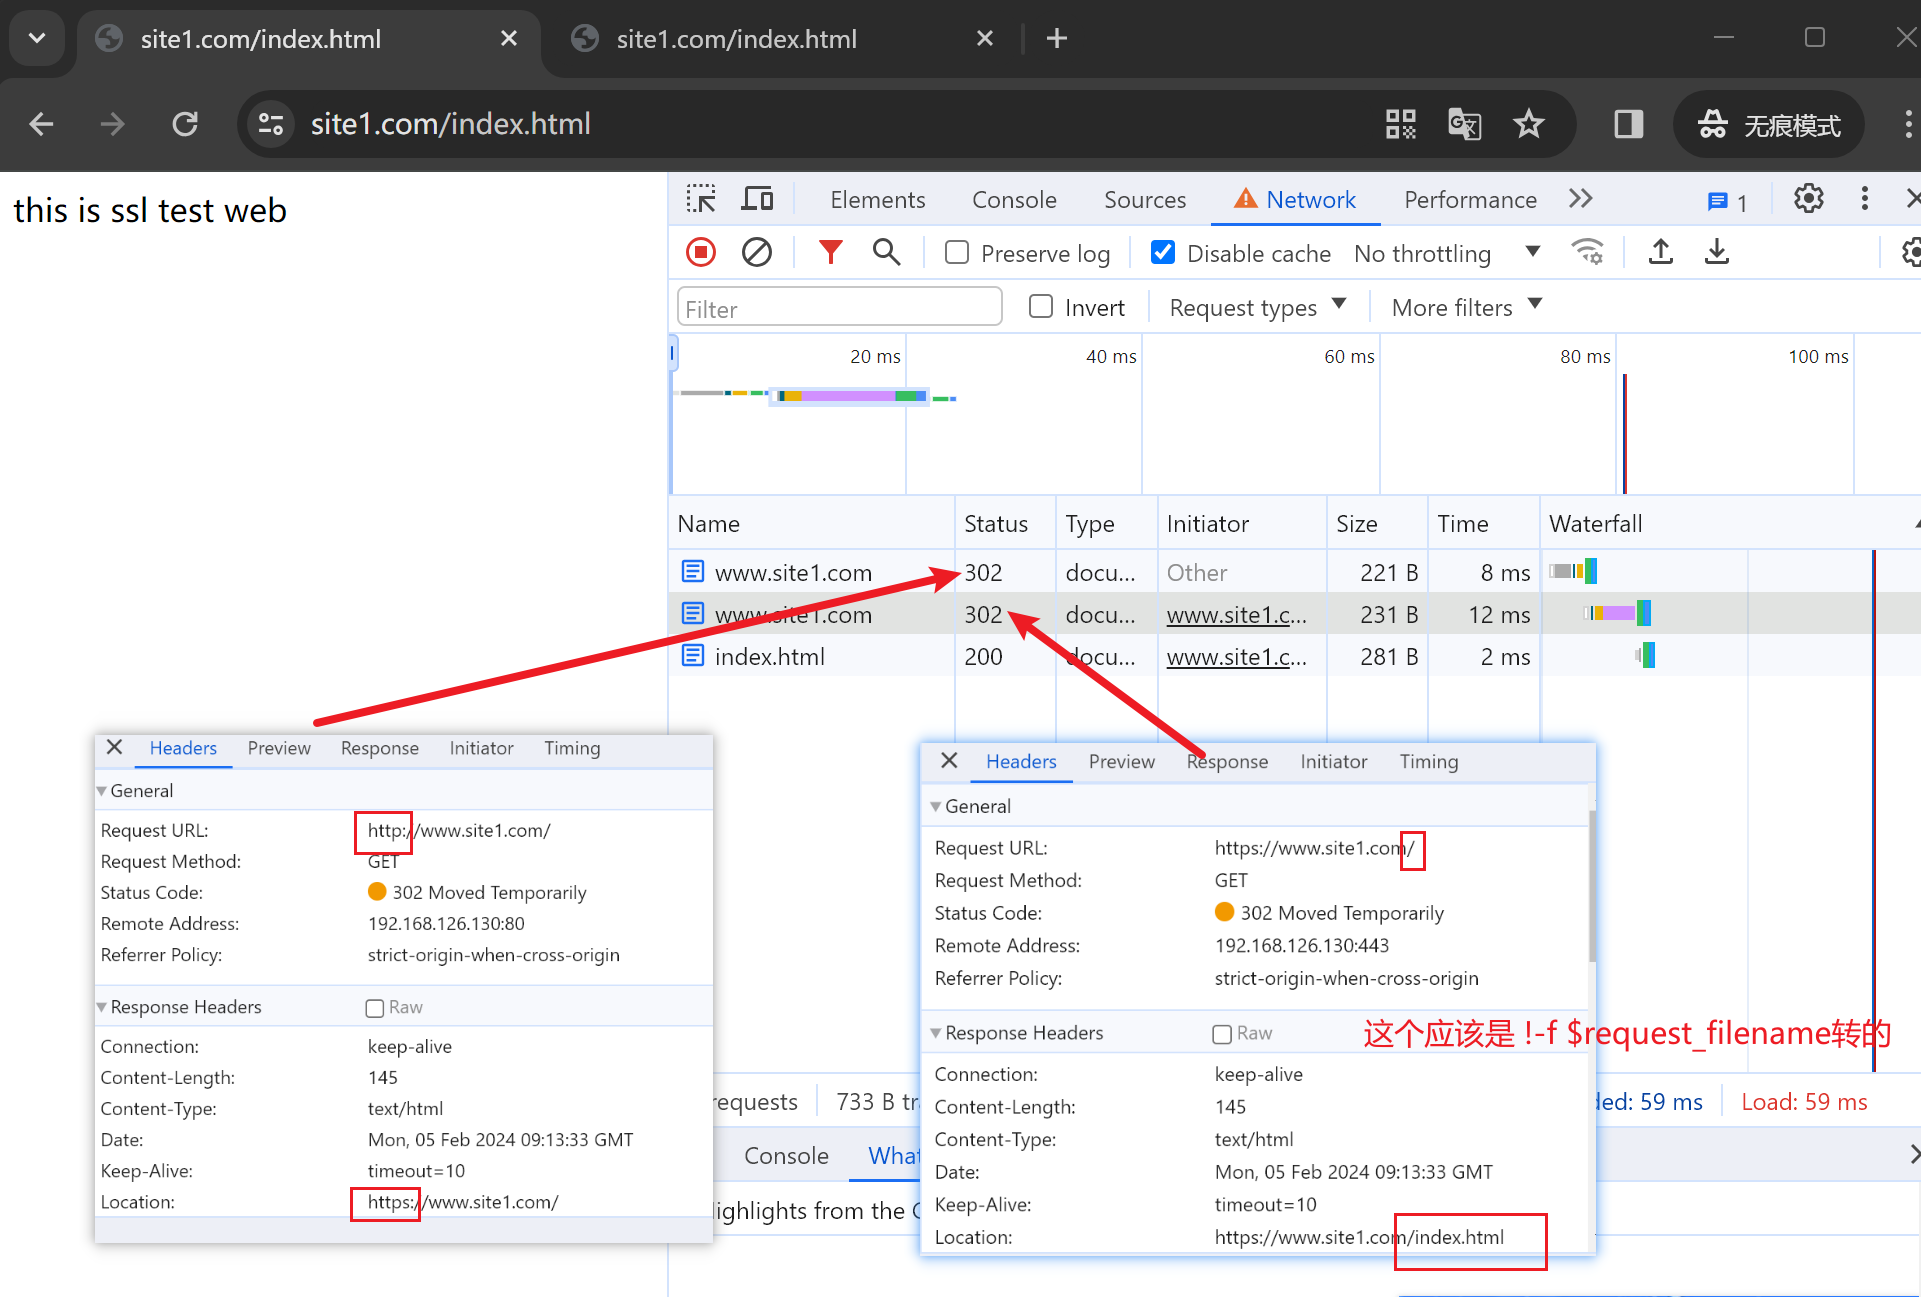 site1.com/index.html
site1.com/index.html
site1.com/index.html
无痕模式
this is ssl test web
Elements Console Sources Network Performance 1
Preserve log Disable cache No throttling
Filter Invert Request types More filters
20 ms 40 ms 60 ms 80 ms 100 ms
Name Status Type Initiator Size Time Waterfall
www.site1.com 302 docu... Other 221 B 8 ms
www.site1.com 302 docu... www.site1.c... 231 B 12 ms
index.html 200 docu... www.site1.c... 281 B 2 ms
Headers Preview Response Initiator Timing
General
Request URL: http://www.site1.com/
Request Method: GET
Status Code: 302 Moved Temporarily
Remote Address: 192.168.126.130:80
Referrer Policy: strict-origin-when-cross-origin
Response Headers Raw
Connection: keep-alive
Content-Length: 145
Content-Type: text/html
Date: Mon, 05 Feb 2024 09:13:33 GMT
Keep-Alive: timeout=10
Location: https://www.site1.com/
Headers Preview Response Initiator Timing
General
Request URL: https://www.site1.com/
Request Method: GET
Status Code: 302 Moved Temporarily
Remote Address: 192.168.126.130:443
Referrer Policy: strict-origin-when-cross-origin
Response Headers Raw
这个应该是 !-f $request_filename转的
Connection: keep-alive
Content-Length: 145
Content-Type: text/html
Date: Mon, 05 Feb 2024 09:13:33 GMT
Keep-Alive: timeout=10
Location: https://www.site1.com/index.html
requests 733 B tr ded: 59 ms Load: 59 ms
Console What
lighlights from the C